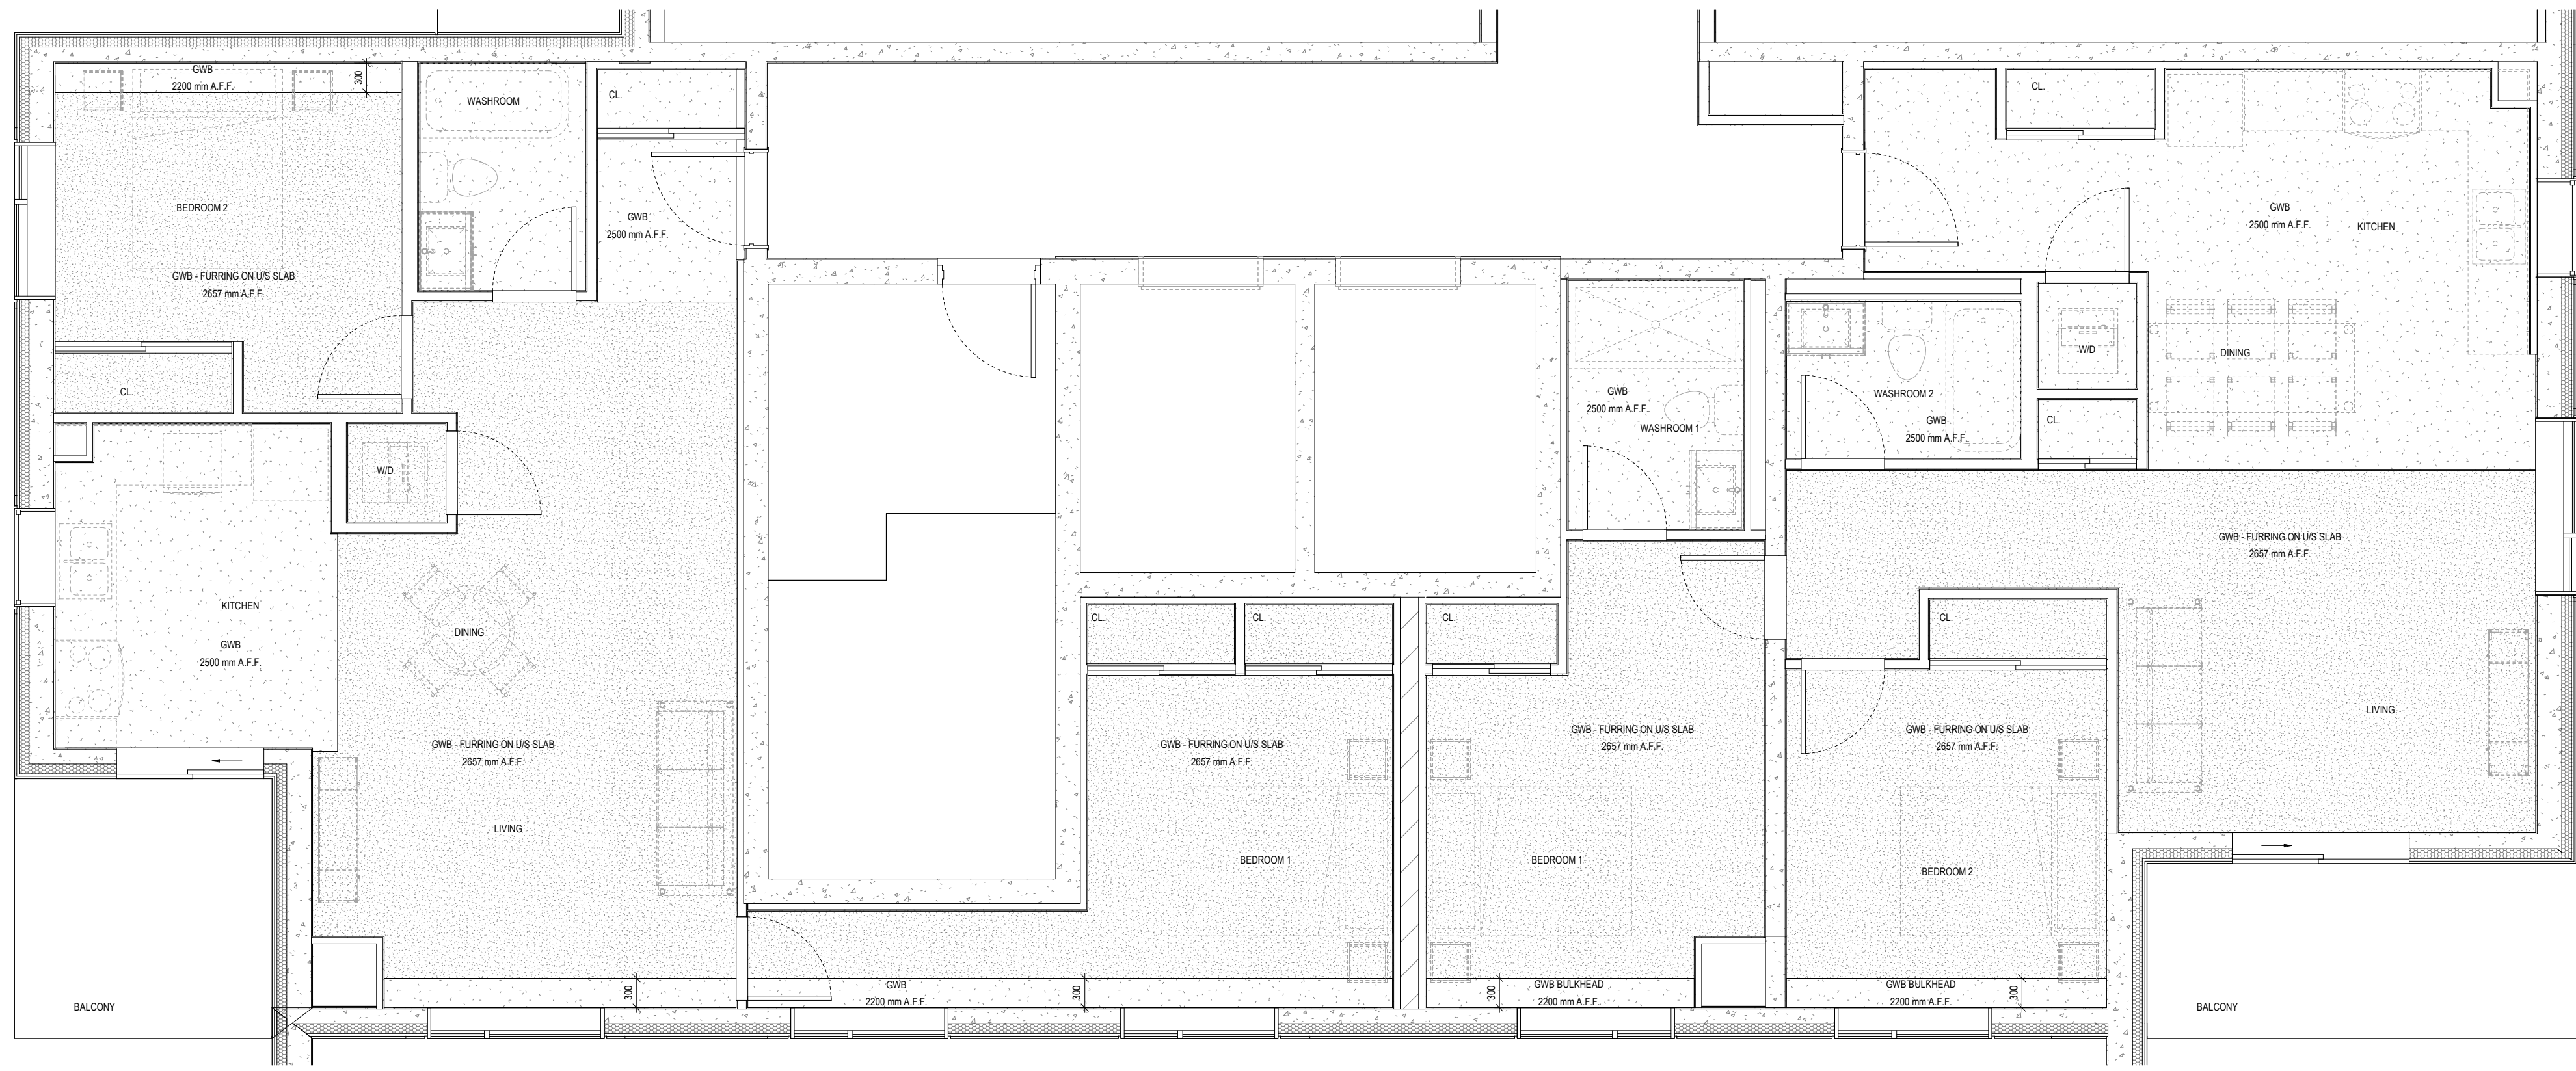 GWB
2200 mm A.F.F.
300
WASHROOM
CL.
BEDROOM 2
GWB
2500 mm A.F.F.
GWB - FURRING ON U/S SLAB
2657 mm A.F.F.
CL.
W/D
KITCHEN
GWB
2500 mm A.F.F.
DINING
GWB - FURRING ON U/S SLAB
2657 mm A.F.F.
LIVING
300
BALCONY
CL.
CL.
GWB - FURRING ON U/S SLAB
2657 mm A.F.F.
BEDROOM 1
GWB
2200 mm A.F.F.
300
GWB
2500 mm A.F.F.
WASHROOM 1
CL.
GWB - FURRING ON U/S SLAB
2657 mm A.F.F.
BEDROOM 1
300
GWB BULKHEAD
2200 mm A.F.F.
CL.
GWB
2500 mm A.F.F.
KITCHEN
W/D
DINING
WASHROOM 2
GWB
2500 mm A.F.F.
CL.
GWB - FURRING ON U/S SLAB
2657 mm A.F.F.
CL.
LIVING
GWB - FURRING ON U/S SLAB
2657 mm A.F.F.
BEDROOM 2
GWB BULKHEAD
2200 mm A.F.F.
300
BALCONY